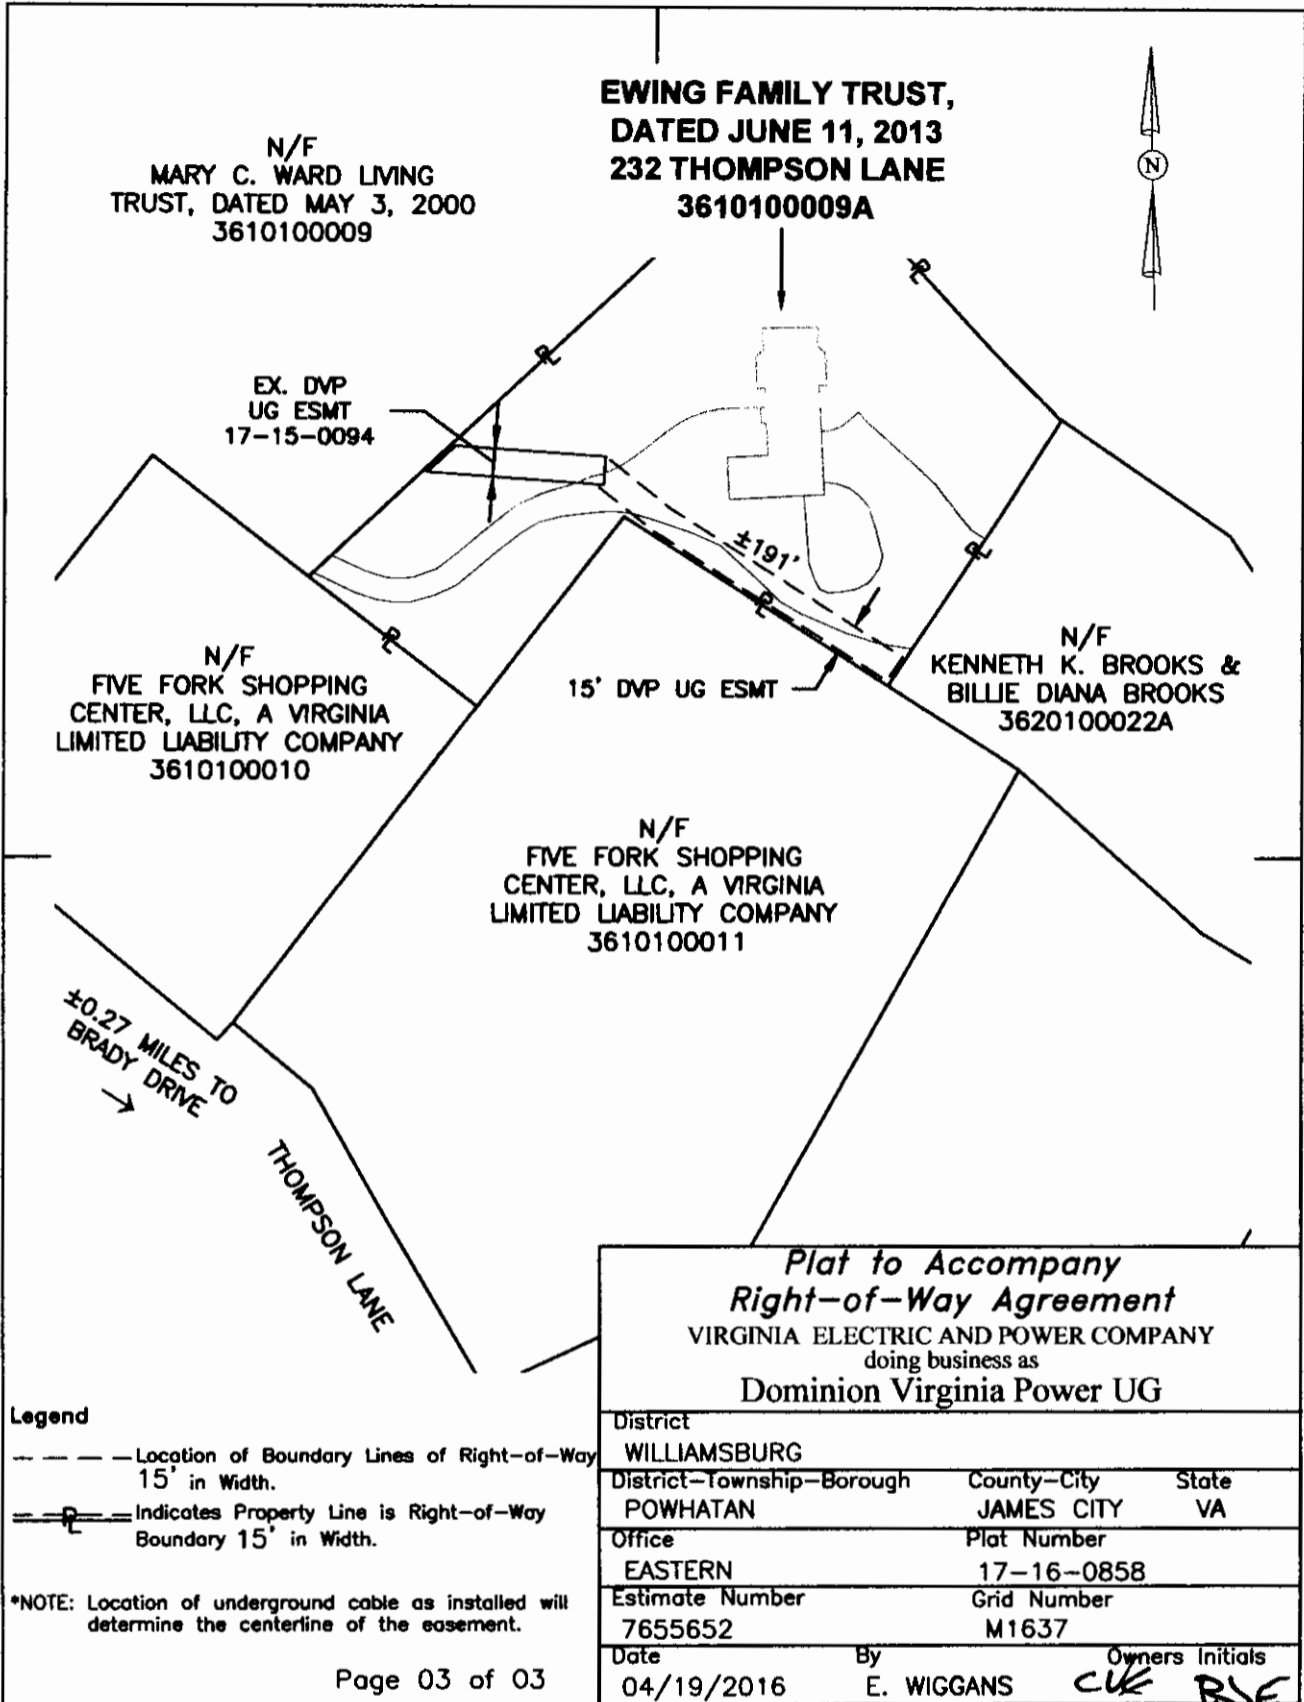 EWING FAMILY TRUST,
DATED JUNE 11, 2013
232 THOMPSON LANE
3610100009A
N/F
MARY C. WARD LIVING
TRUST, DATED MAY 3, 2000
3610100009
N
PL
PL
EX. DVP
UG ESMT
17-15-0094
±191'
PL
PL
PL
15' DVP UG ESMT
N/F
KENNETH K. BROOKS &
BILLIE DIANA BROOKS
3620100022A
N/F
FIVE FORK SHOPPING
CENTER, LLC, A VIRGINIA
LIMITED LIABILITY COMPANY
3610100010
N/F
FIVE FORK SHOPPING
CENTER, LLC, A VIRGINIA
LIMITED LIABILITY COMPANY
3610100011
±0.27 MILES TO
BRADY DRIVE
THOMPSON LANE
Plat to Accompany
Right-of-Way Agreement
VIRGINIA ELECTRIC AND POWER COMPANY
doing business as
Dominion Virginia Power UG
District
WILLIAMSBURG
District-Township-Borough County-City State
POWHATAN JAMES CITY VA
Office Plat Number
EASTERN 17-16-0858
Estimate Number Grid Number
7655652 M1637
Date By Owners Initials
04/19/2016 E. WIGGANS
Legend
Location of Boundary Lines of Right-of-Way
15' in Width.
PL Indicates Property Line is Right-of-Way
Boundary 15' in Width.
*NOTE: Location of underground cable as installed will
determine the centerline of the easement.
Page 03 of 03